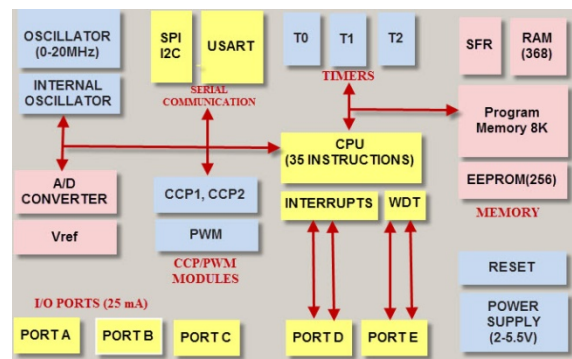 OSCILLATOR
(0-20MHz)
INTERNAL
OSCILLATOR
SPI
I2C
USART
SERIAL
COMMUNICATION
T0
T1
T2
TIMERS
SFR
RAM
(368)
Program
Memory 8K
EEPROM(256)
MEMORY
CPU
(35 INSTRUCTIONS)
A/D
CONVERTER
Vref
CCP1, CCP2
PWM
CCP/PWM
MODULES
INTERRUPTS
WDT
RESET
POWER
SUPPLY
(2-5.5V)
I/O PORTS (25 mA)
PORT A
PORT B
PORT C
PORT D
PORT E